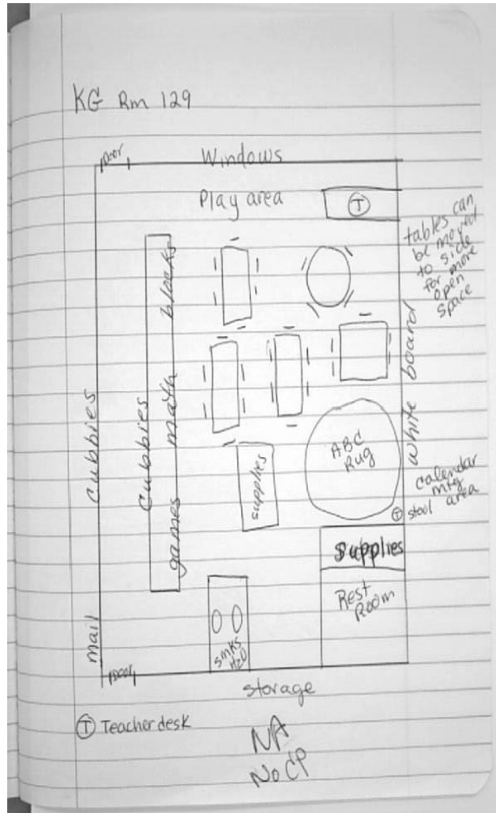 KG Rm 129
Door
Windows
Play area
T
tables can
be moved
to side
for more
open
space
Cubbies
Cubbies
games math blocks
white board
ABC
Rug
supplies
calendar
mtg
T stool area
supplies
Rest
Room
mail
sinks
H2O
Door
storage
T Teacher desk
NA
No CP